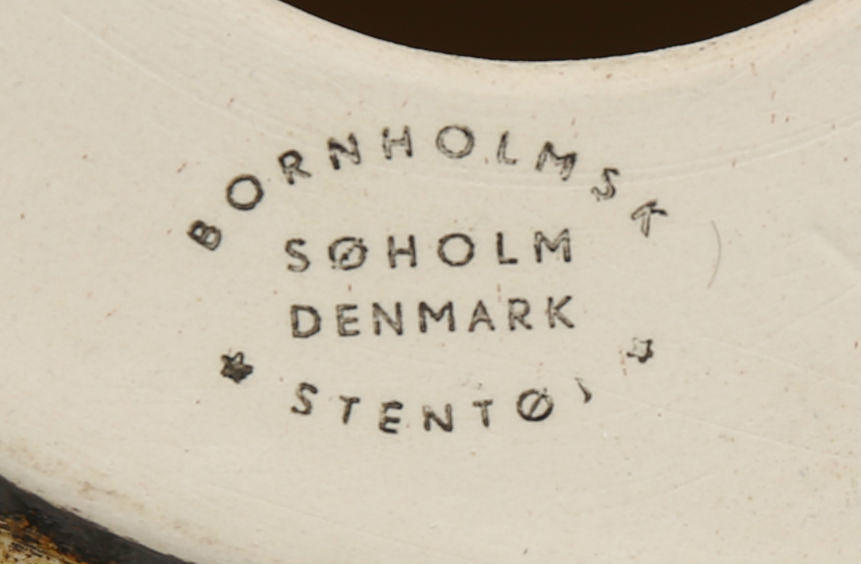 BORNHOLMSK
SØHOLM
DENMARK
* STENTØJ *